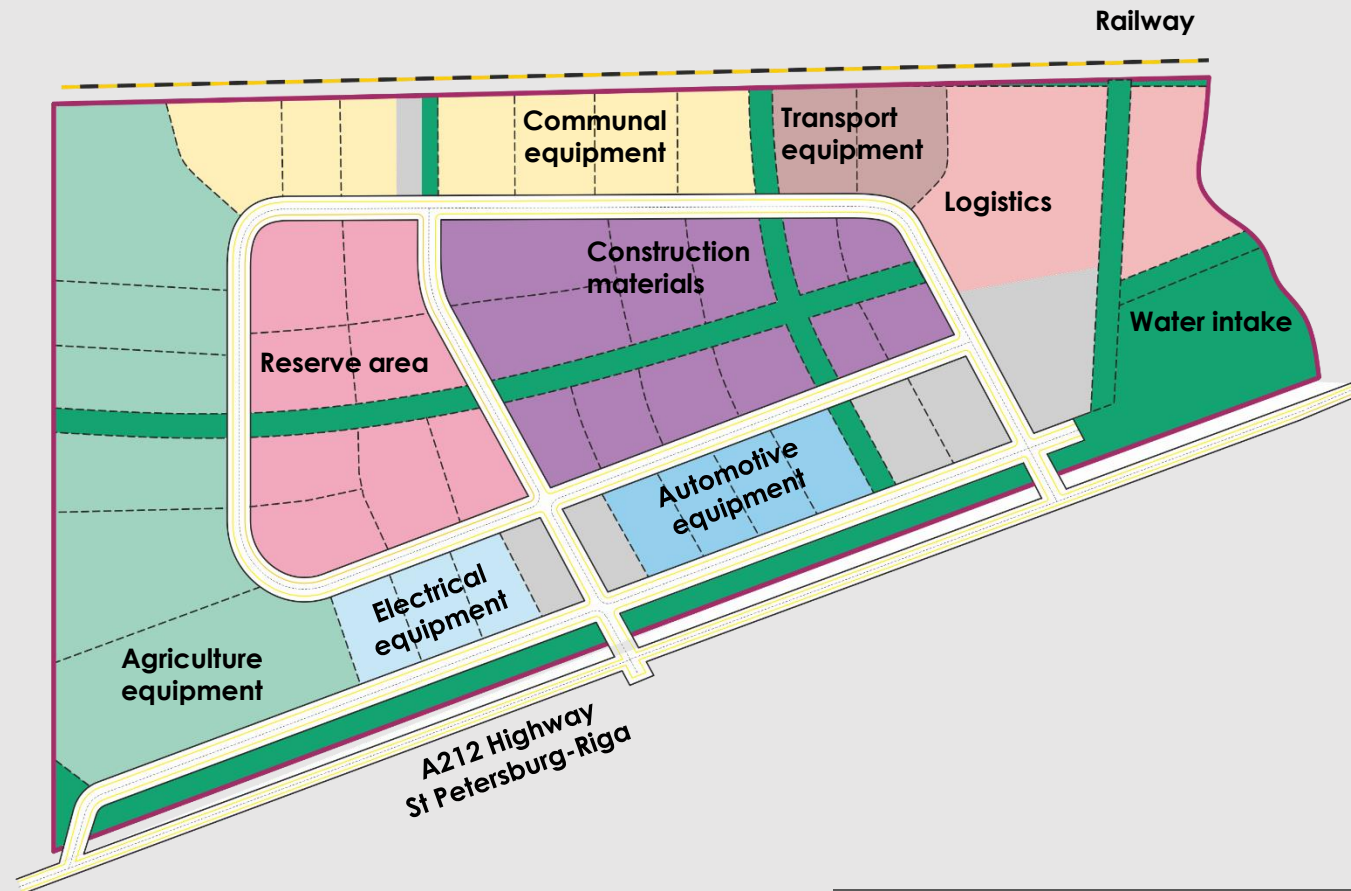 Railway
Communal
equipment
Transport
equipment
Logistics
Construction
materials
Water intake
Reserve area
Automotive
equipment
Electrical
equipment
Agriculture
equipment
A212 Highway
St Petersburg-Riga